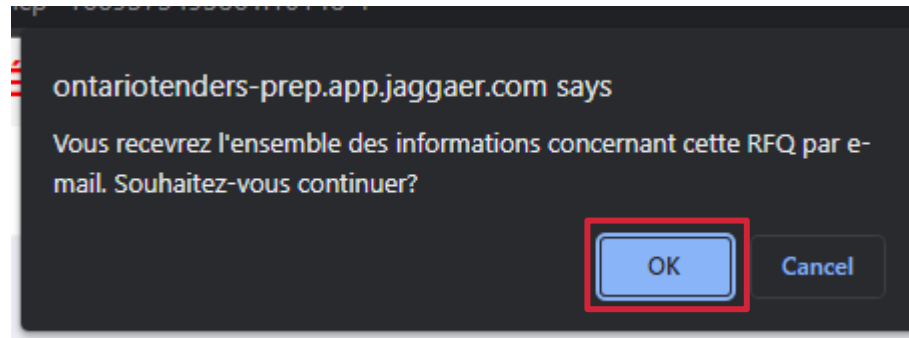 ontariotenders-prep.app.jaggaer.com says
Vous recevrez l'ensemble des informations concernant cette RFQ par e-
mail. Souhaitez-vous continuer?
OK
Cancel